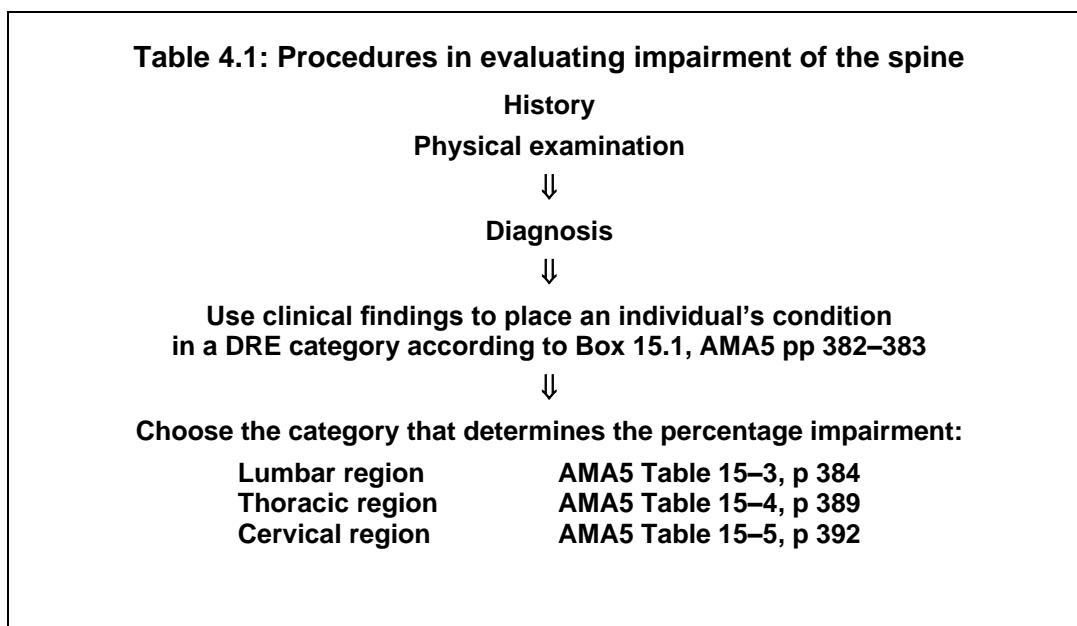 Table 4.1: Procedures in evaluating impairment of the spine
History
Physical examination
⇓
Diagnosis
⇓
Use clinical findings to place an individual’s condition
in a DRE category according to Box 15.1, AMA5 pp 382–383
⇓
Choose the category that determines the percentage impairment:
Lumbar region AMA5 Table 15–3, p 384
Thoracic region AMA5 Table 15–4, p 389
Cervical region AMA5 Table 15–5, p 392